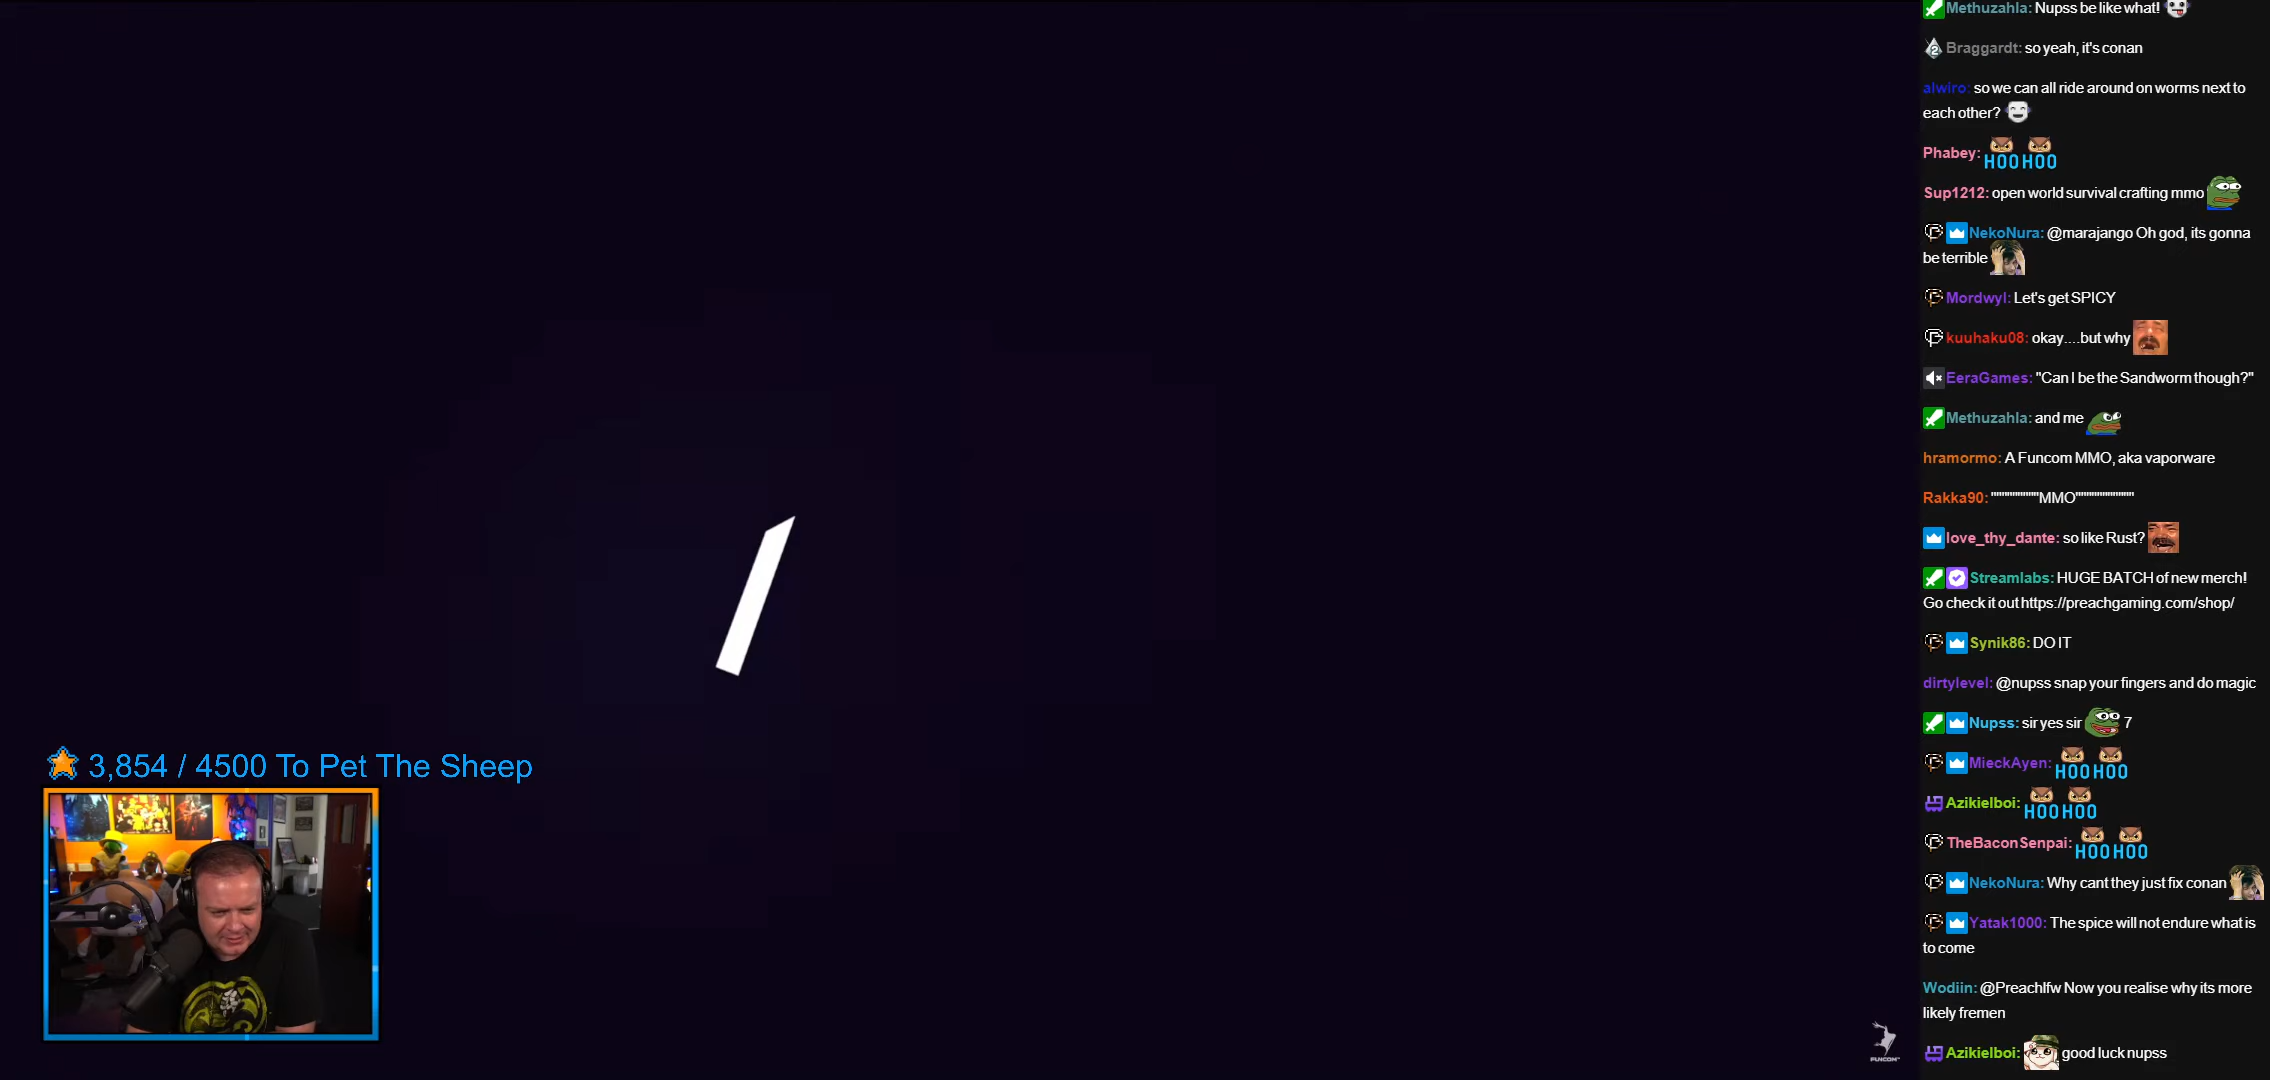 Methuzahla: Nupss be like what!
Braggardt: so yeah, it's conan
alwiro: so we can all ride around on worms next to
each other?
Phabey: HOO HOO
Sup1212: open world survival crafting mmo
NekoNura: @marajango Oh god, its gonna
be terrible
Mordwyl: Let's get SPICY
kuuhaku08: okay....but why
EeraGames: "Can I be the Sandworm though?"
Methuzahla: and me
hramormo: A Funcom MMO, aka vaporware
Rakka90: """""""""MMO"""""""""""
love_thy_dante: so like Rust?
Streamlabs: HUGE BATCH of new merch!
Go check it out https://preachgaming.com/shop/
Synik86: DO IT
dirtylevel: @nupss snap your fingers and do magic
Nupss: sir yes sir 7
MieckAyen: HOO HOO
Azikielboi: HOO HOO
TheBaconSenpai: HOO HOO
NekoNura: Why cant they just fix conan
Yatak1000: The spice will not endure what is
to come
Wodiin: @Preachlfw Now you realise why its more
likely fremen
Azikielboi: good luck nupss
3,854 / 4500 To Pet The Sheep
FUNCOM